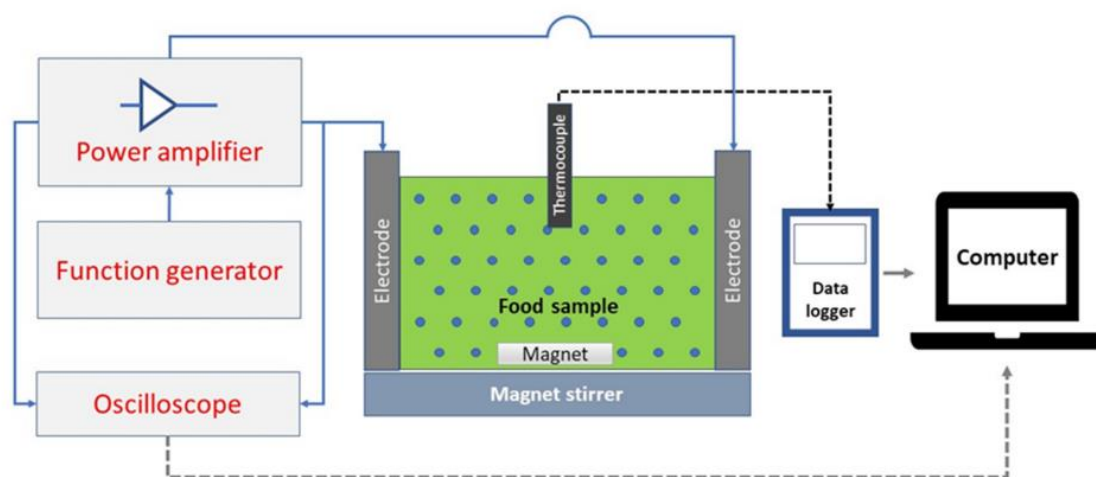 Power amplifier
Function generator
Oscilloscope
Electrode
Thermocouple
Food sample
Magnet
Magnet stirrer
Electrode
Data
logger
Computer